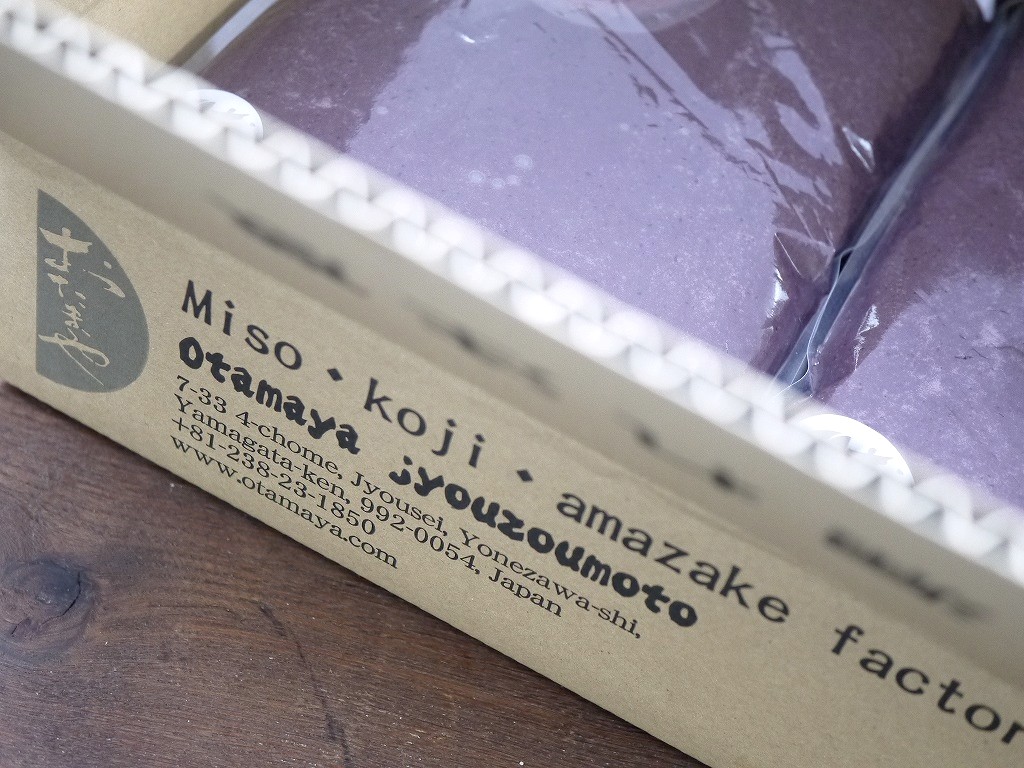 Miso・koji・amazake factor
Otamaya jyouzoumoto
7-33 4-chome, Jyousei, Yonezawa-shi,
Yamagata-ken, 992-0054, Japan
+81-238-23-1850
www.otamaya.com